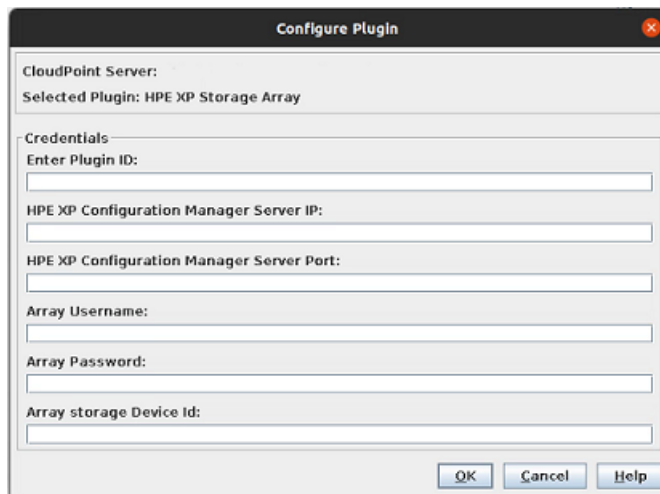 Configure Plugin
CloudPoint Server:
Selected Plugin: HPE XP Storage Array
Credentials
Enter Plugin ID:
HPE XP Configuration Manager Server IP:
HPE XP Configuration Manager Server Port:
Array Username:
Array Password:
Array storage Device Id:
OK Cancel Help